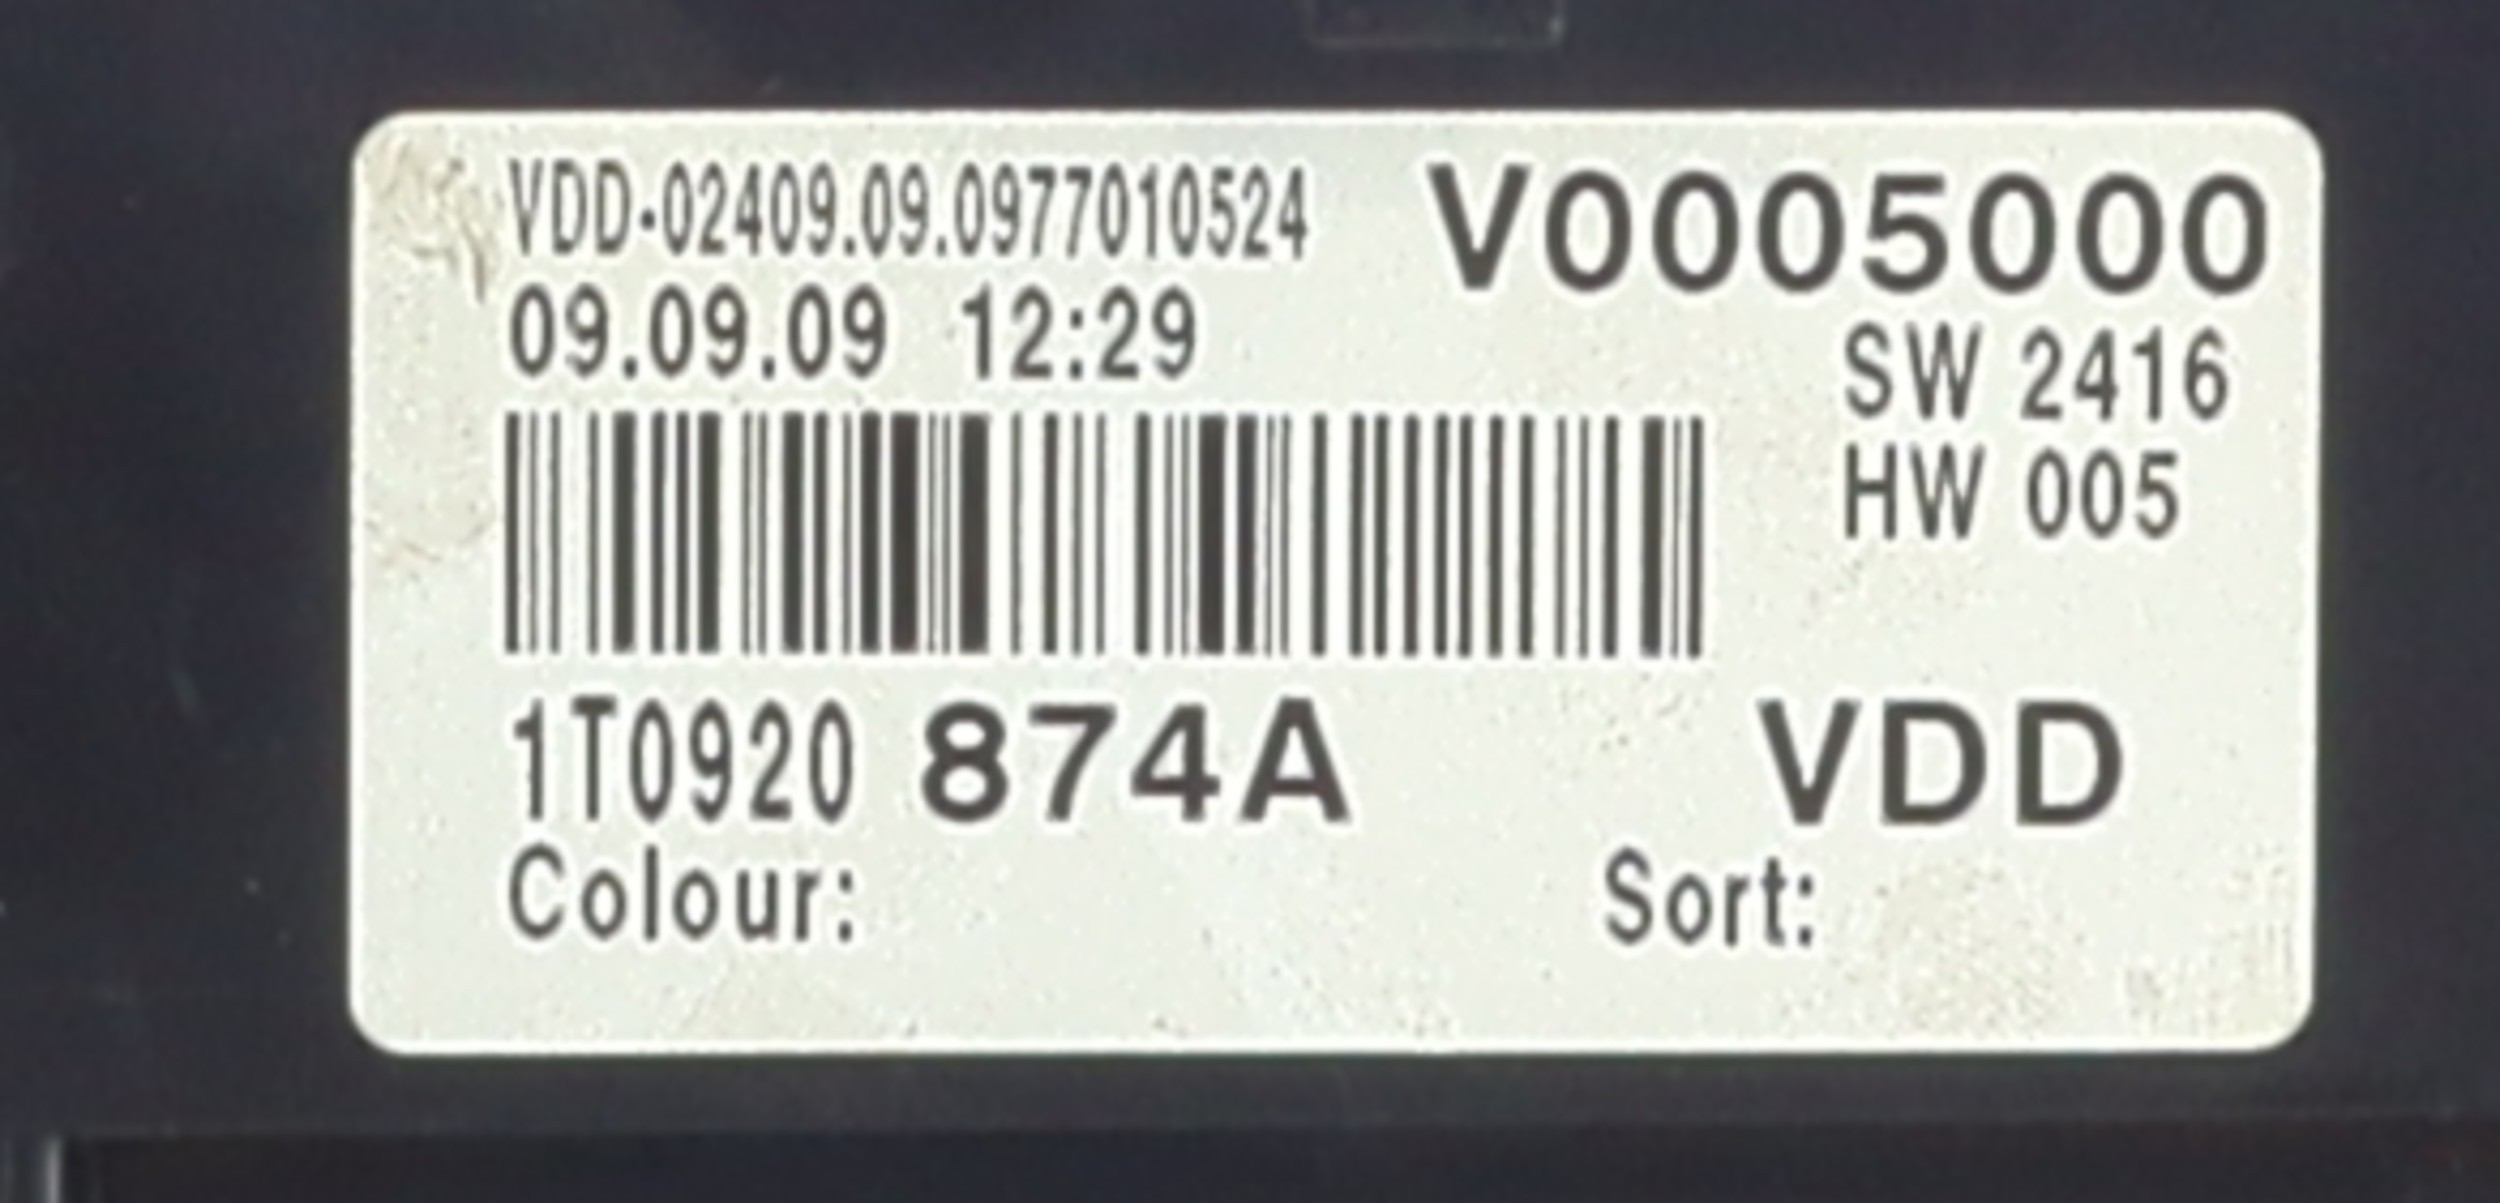 VDD-02409.09.0977010524 V0005000
09.09.09 12:29
SW 2416
HW 005
1T0920 874A VDD
Colour: Sort: